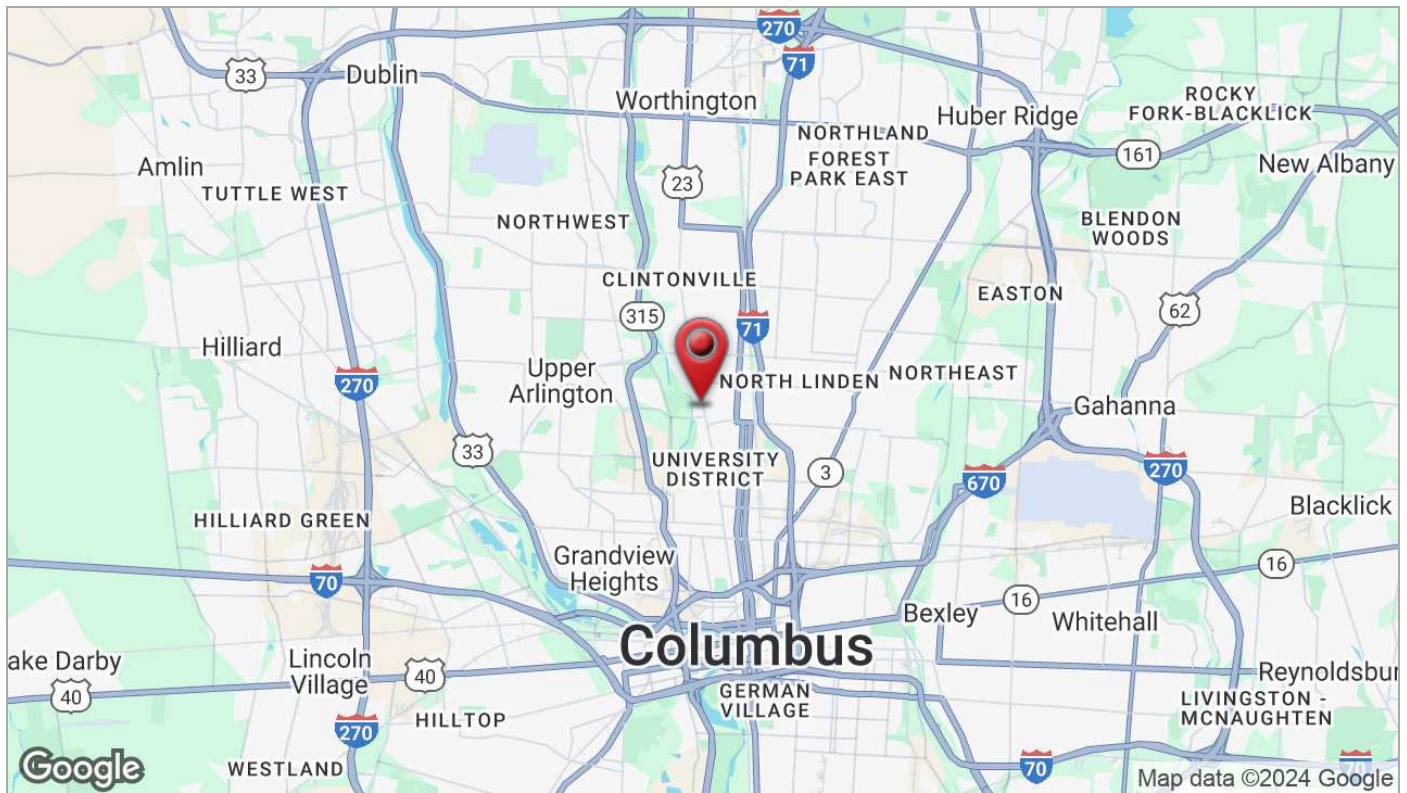 270
71
33
Dublin
Worthington
Huber Ridge
ROCKY
FORK-BLACKLICK
NORTHLAND
161
Amlin
FOREST
PARK EAST
New Albany
TUTTLE WEST
23
NORTHWEST
BLENDON
WOODS
CLINTONVILLE
EASTON
315
62
71
Hilliard
Upper
Arlington
270
NORTH LINDEN
NORTHEAST
Gahanna
33
UNIVERSITY
DISTRICT
3
670
270
Blacklick
HILLIARD GREEN
Grandview
Heights
70
16
16
Bexley
Whitehall
Columbus
ake Darby
40
Lincoln
Village
40
Reynoldsbur
GERMAN
VILLAGE
LIVINGSTON -
MCNAUGHTEN
HILLTOP
270
WESTLAND
70
70
Google
Map data ©2024 Google